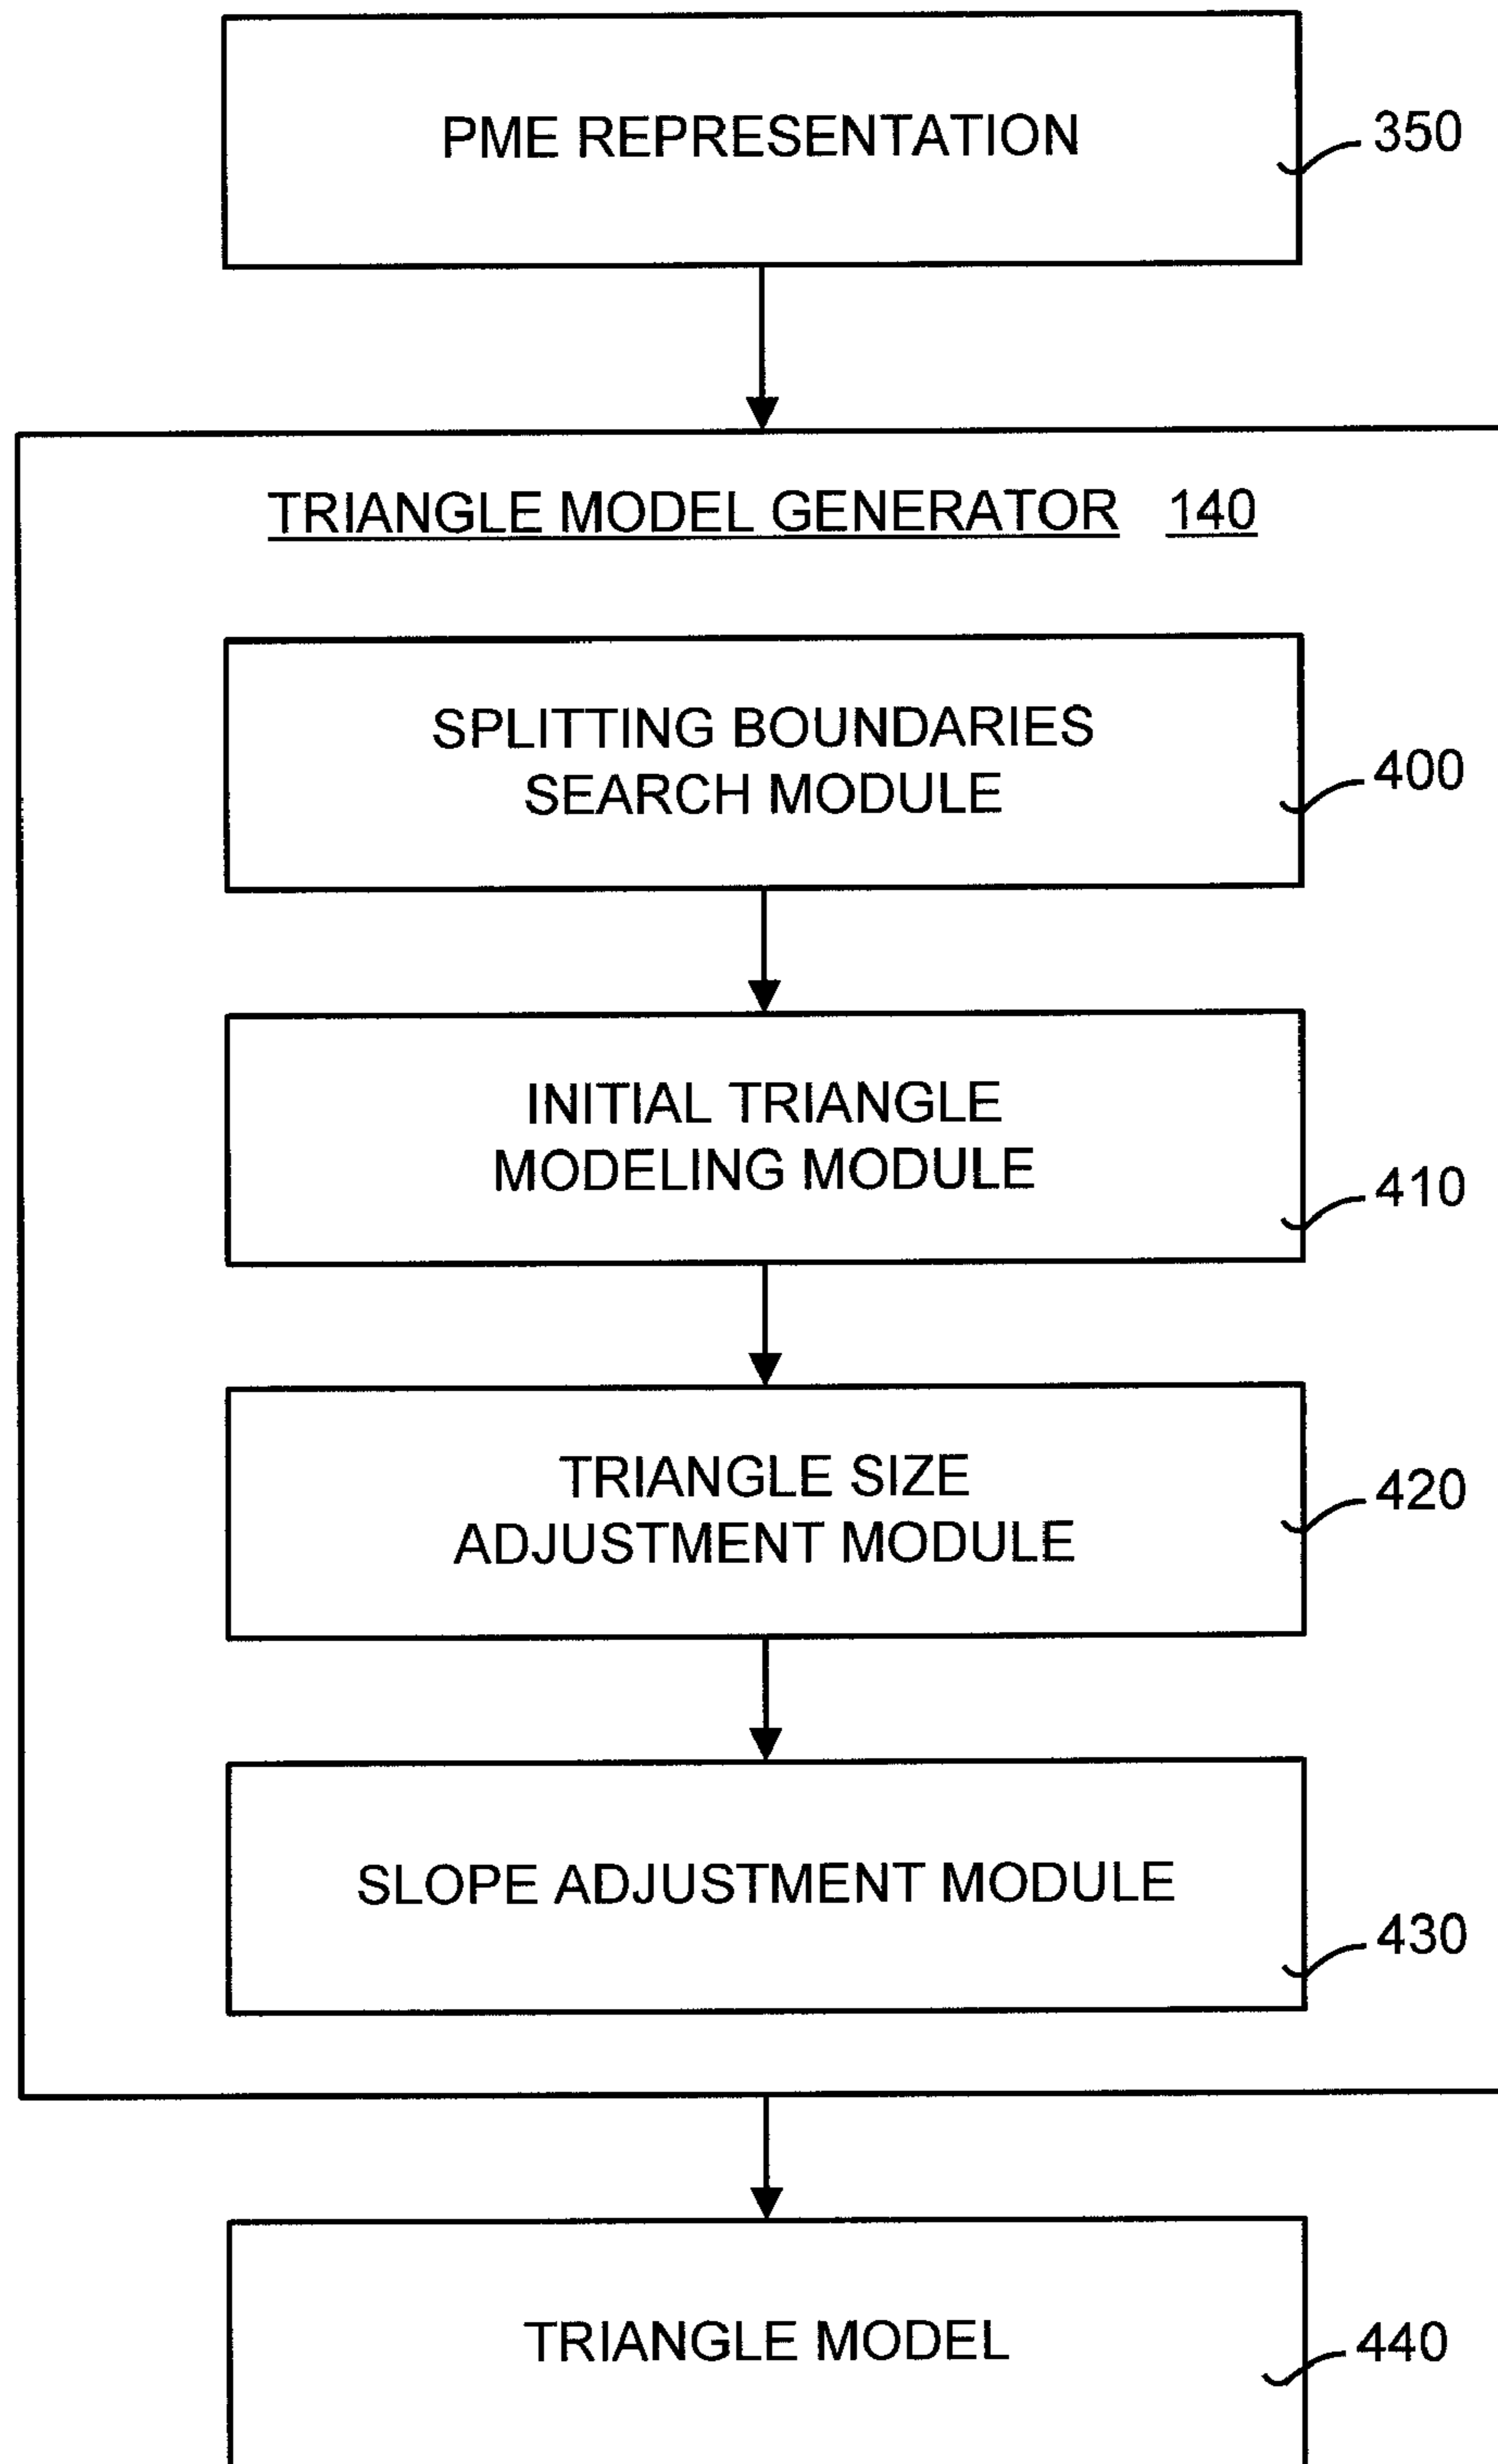 PME REPRESENTATION
350
TRIANGLE MODEL GENERATOR 140
SPLITTING BOUNDARIES
SEARCH MODULE
400
INITIAL TRIANGLE
MODELING MODULE
410
TRIANGLE SIZE
ADJUSTMENT MODULE
420
SLOPE ADJUSTMENT MODULE
430
TRIANGLE MODEL
440